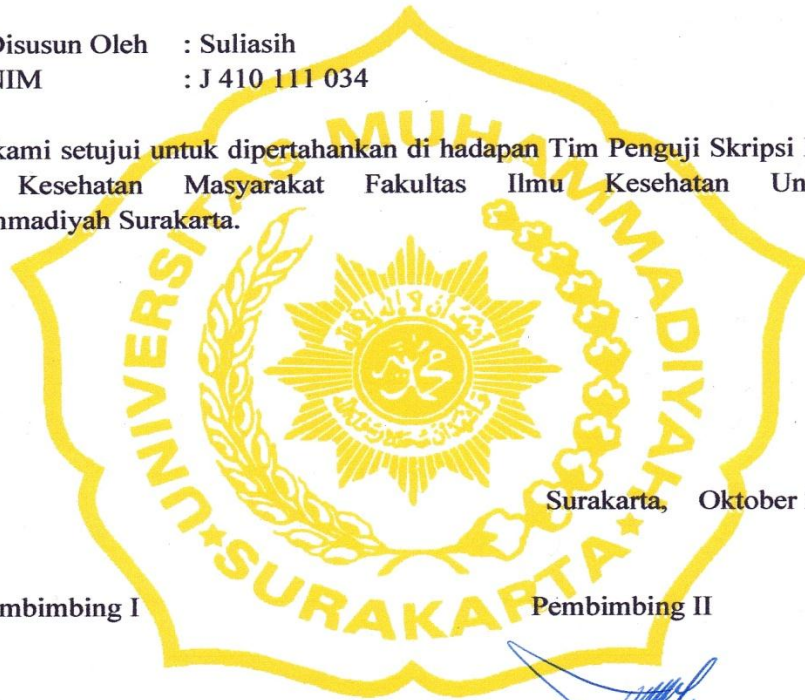 Disusun Oleh : Suliasih
NIM : J 410 111 034
kami setujui untuk dipertahankan di hadapan Tim Penguji Skripsi
Kesehatan Masyarakat Fakultas Ilmu Kesehatan Un
mmadiyah Surakarta.
UNIVERSITAS MUHAMMADIYAH
SURAKARTA
Surakarta, Oktober
mbimbing I Pembimbing II